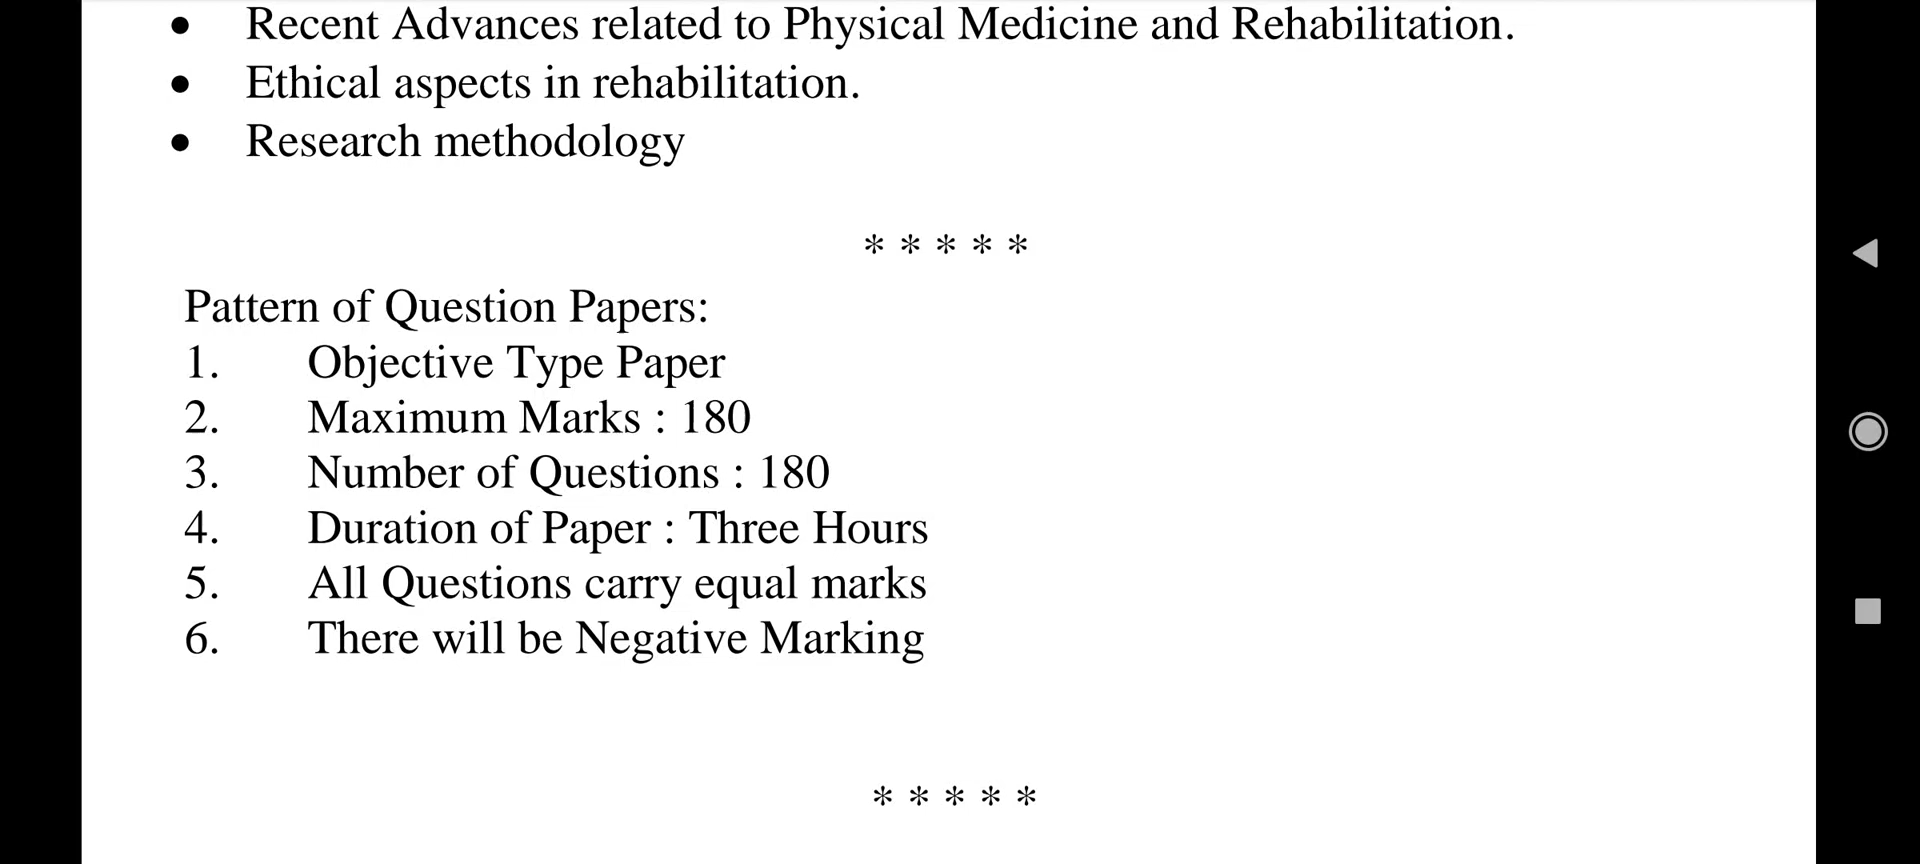 • Recent Advances related to Physical Medicine and Rehabilitation.
• Ethical aspects in rehabilitation.
• Research methodology
* * * * *
Pattern of Question Papers:
1. Objective Type Paper
2. Maximum Marks : 180
3. Number of Questions : 180
4. Duration of Paper : Three Hours
5. All Questions carry equal marks
6. There will be Negative Marking
* * * * *